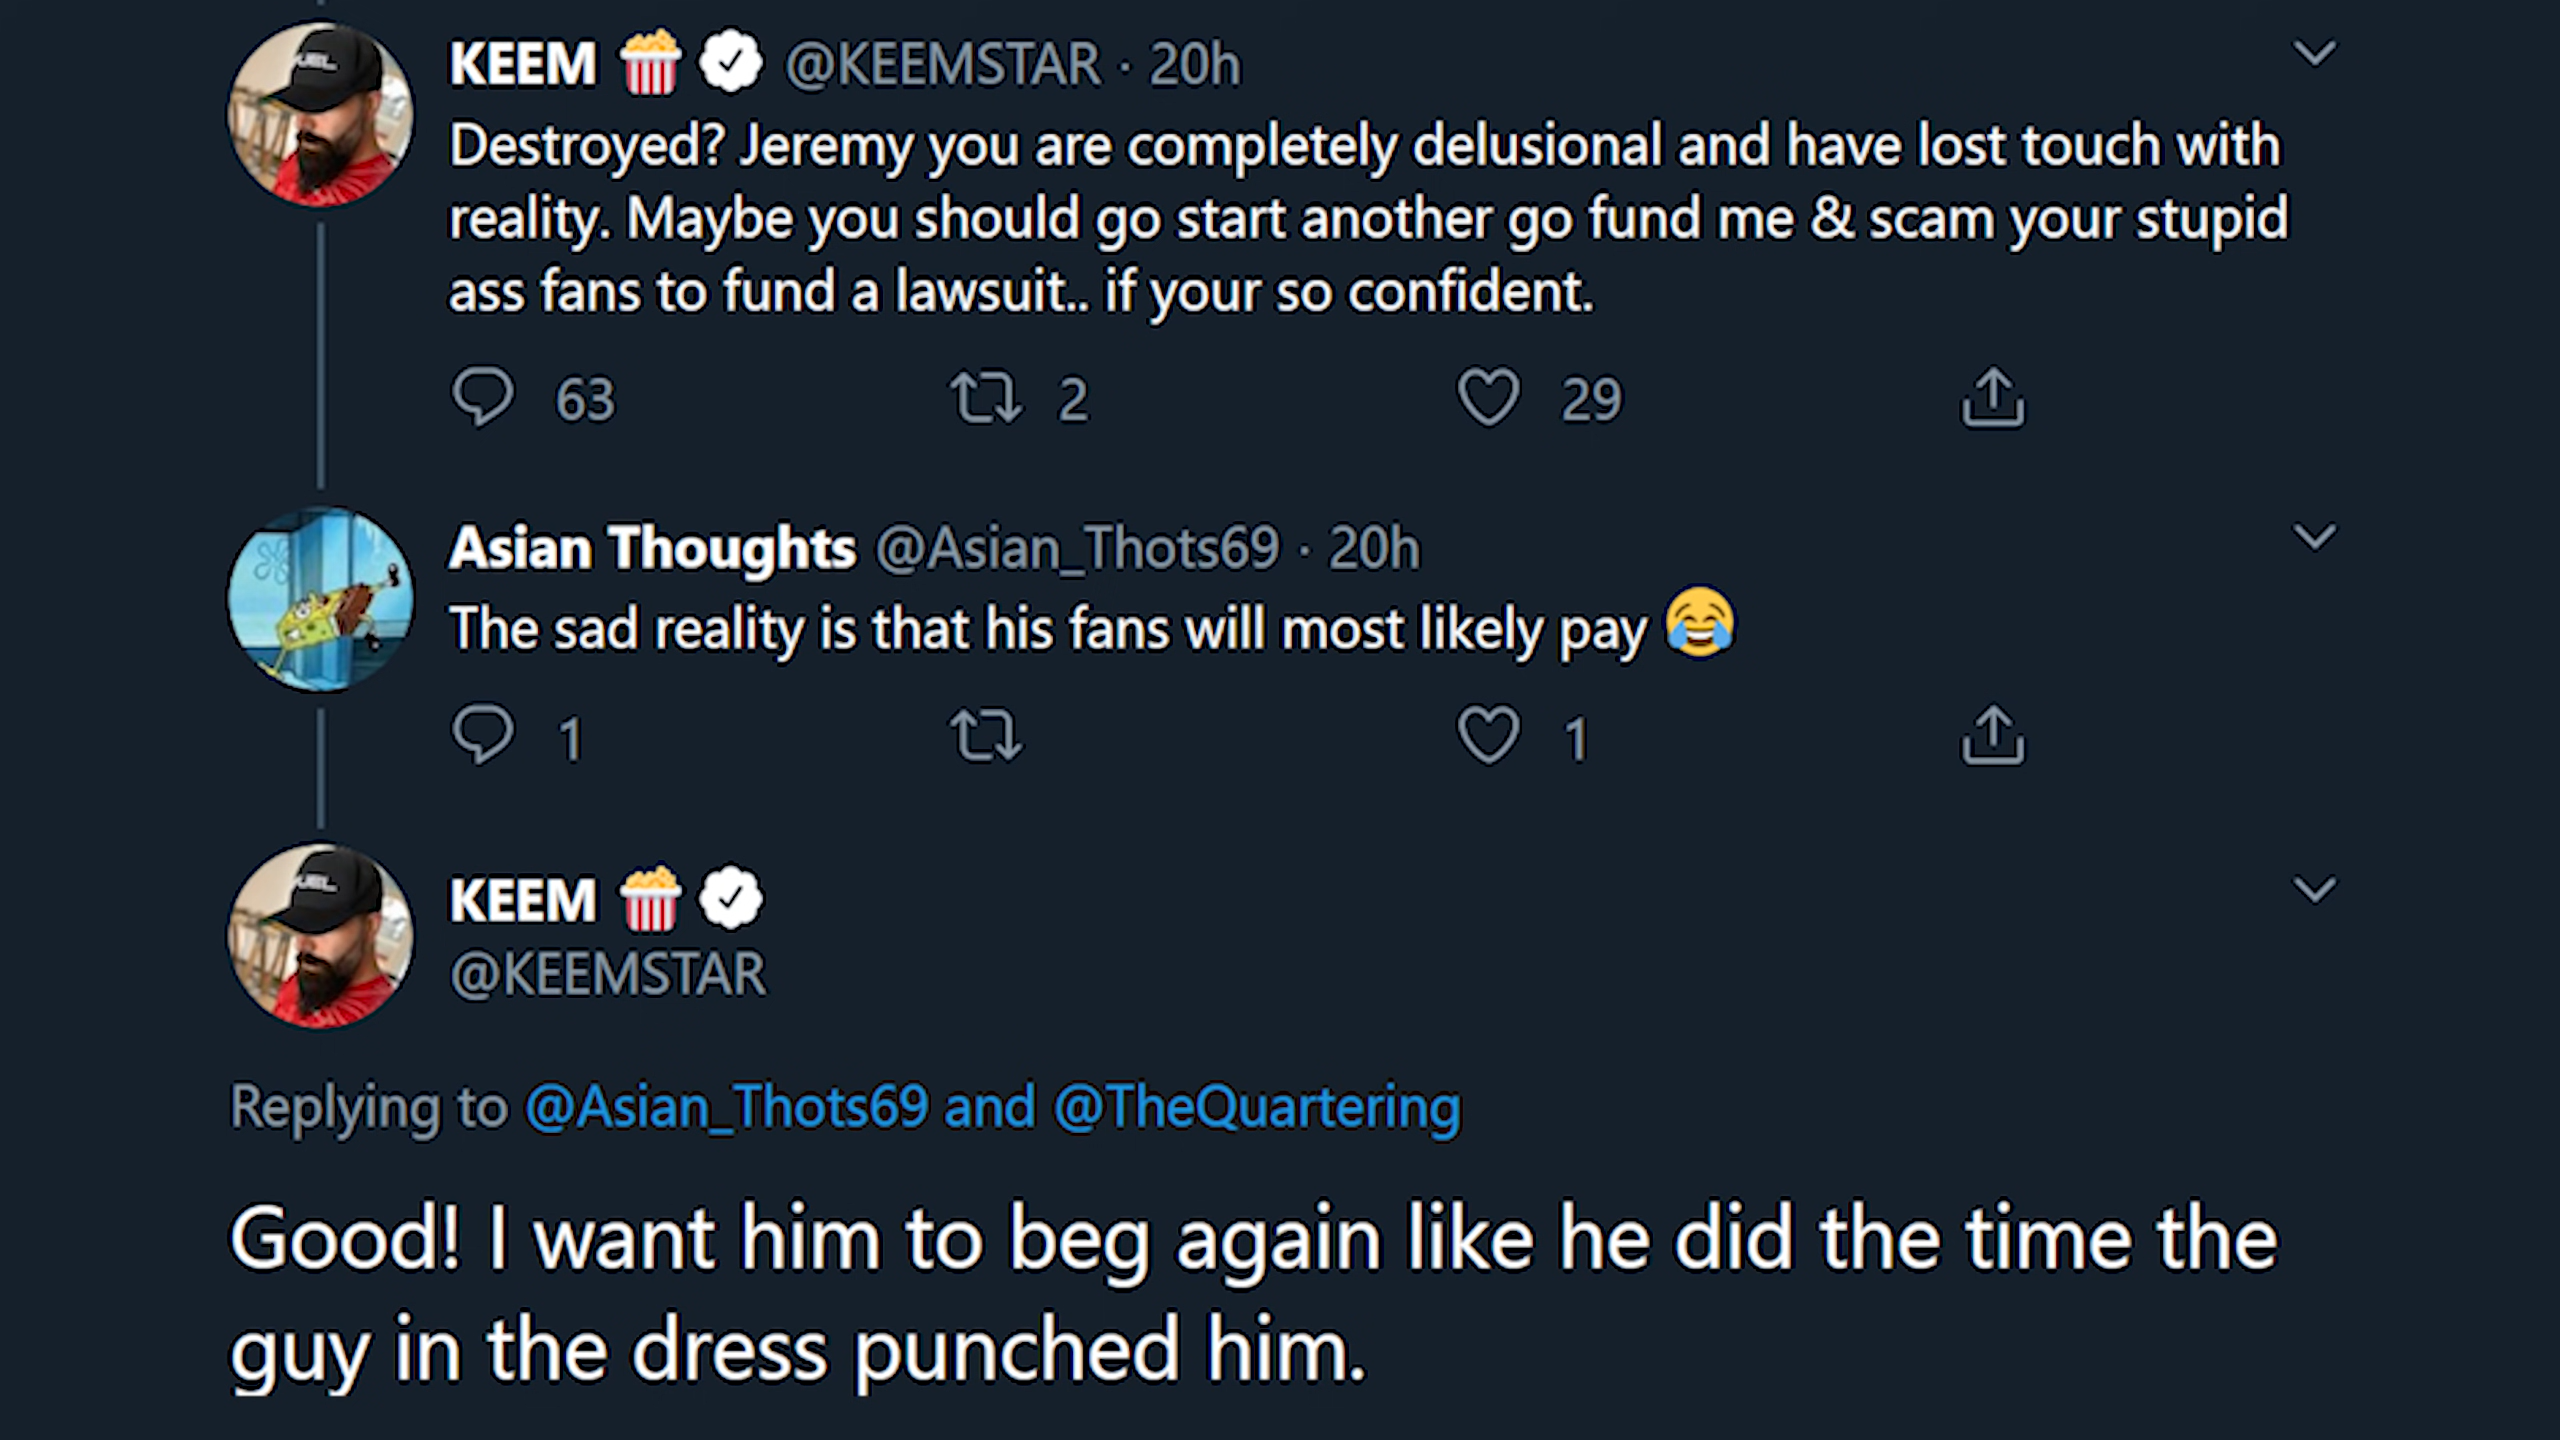 KEEM 🍿 @KEEMSTAR · 20h
Destroyed? Jeremy you are completely delusional and have lost touch with
reality. Maybe you should go start another go fund me & scam your stupid
ass fans to fund a lawsuit.. if your so confident.
63 2 29
Asian Thoughts @Asian_Thots69 · 20h
The sad reality is that his fans will most likely pay 😂
1 1
KEEM 🍿
@KEEMSTAR
Replying to @Asian_Thots69 and @TheQuartering
Good! I want him to beg again like he did the time the
guy in the dress punched him.